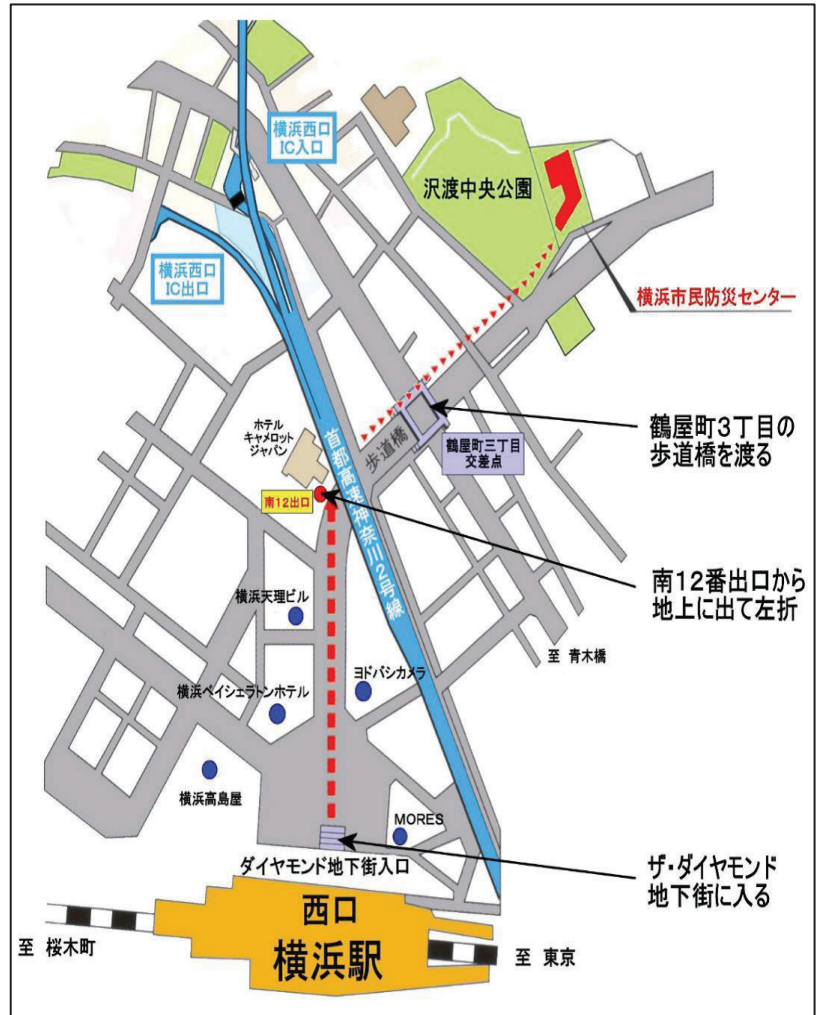 横浜西口
IC入口
沢渡中央公園
横浜西口
IC出口
横浜市民防災センター
ホテル
キャメロット
ジャパン
歩道橋
鶴屋町三丁目
交差点
鶴屋町3丁目の
歩道橋を渡る
南12出口
首都高速神奈川2号線
南12番出口から
地上に出て左折
横浜天理ビル
至 青木橋
ヨドバシカメラ
横浜ベイシェラトンホテル
横浜高島屋
MORES
ダイヤモンド地下街入口
ザ・ダイヤモンド
地下街に入る
西口
横浜駅
至 桜木町
至 東京